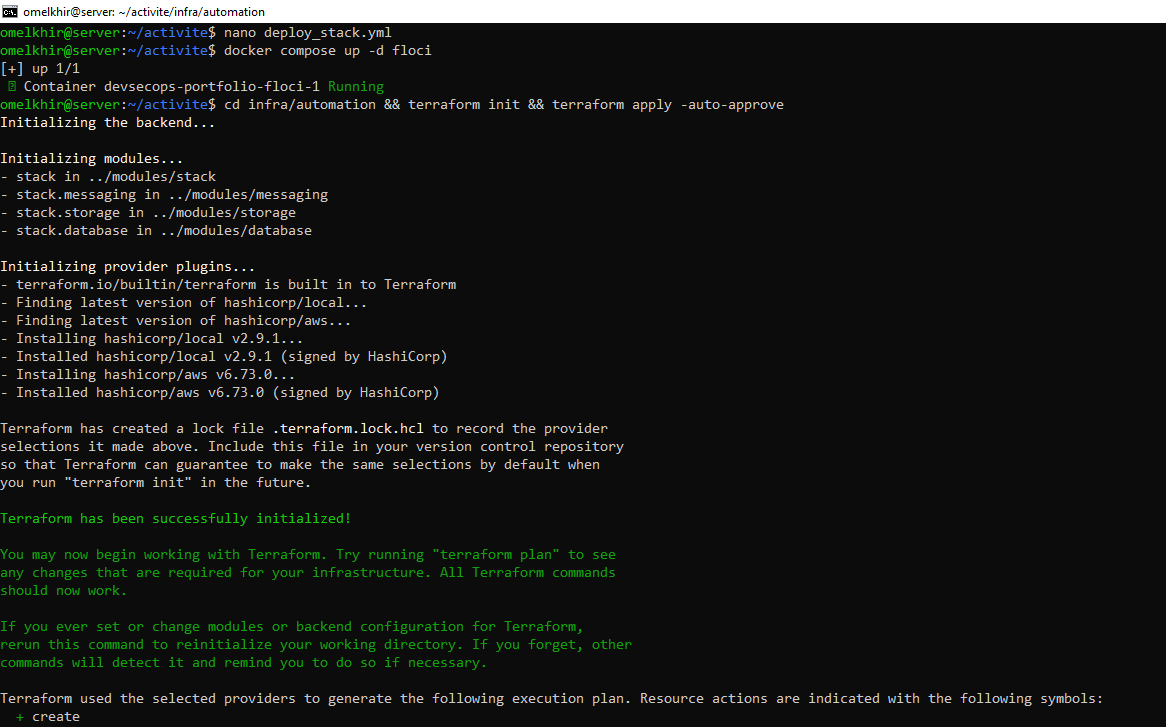 omelkhir@server: ~/activite/infra/automation
omelkhir@server:~/activite$ nano deploy_stack.yml
omelkhir@server:~/activite$ docker compose up -d floci
[+] up 1/1
Container devsecops-portfolio-floci-1 Running
omelkhir@server:~/activite$ cd infra/automation && terraform init && terraform apply -auto-approve
Initializing the backend...

Initializing modules...
- stack in ../modules/stack
- stack.messaging in ../modules/messaging
- stack.storage in ../modules/storage
- stack.database in ../modules/database

Initializing provider plugins...
- terraform.io/builtin/terraform is built in to Terraform
- Finding latest version of hashicorp/local...
- Finding latest version of hashicorp/aws...
- Installing hashicorp/local v2.9.1...
- Installed hashicorp/local v2.9.1 (signed by HashiCorp)
- Installing hashicorp/aws v6.73.0...
- Installed hashicorp/aws v6.73.0 (signed by HashiCorp)

Terraform has created a lock file .terraform.lock.hcl to record the provider
selections it made above. Include this file in your version control repository
so that Terraform can guarantee to make the same selections by default when
you run "terraform init" in the future.

Terraform has been successfully initialized!

You may now begin working with Terraform. Try running "terraform plan" to see
any changes that are required for your infrastructure. All Terraform commands
should now work.

If you ever set or change modules or backend configuration for Terraform,
rerun this command to reinitialize your working directory. If you forget, other
commands will detect it and remind you to do so if necessary.

Terraform used the selected providers to generate the following execution plan. Resource actions are indicated with the following symbols:
+ create